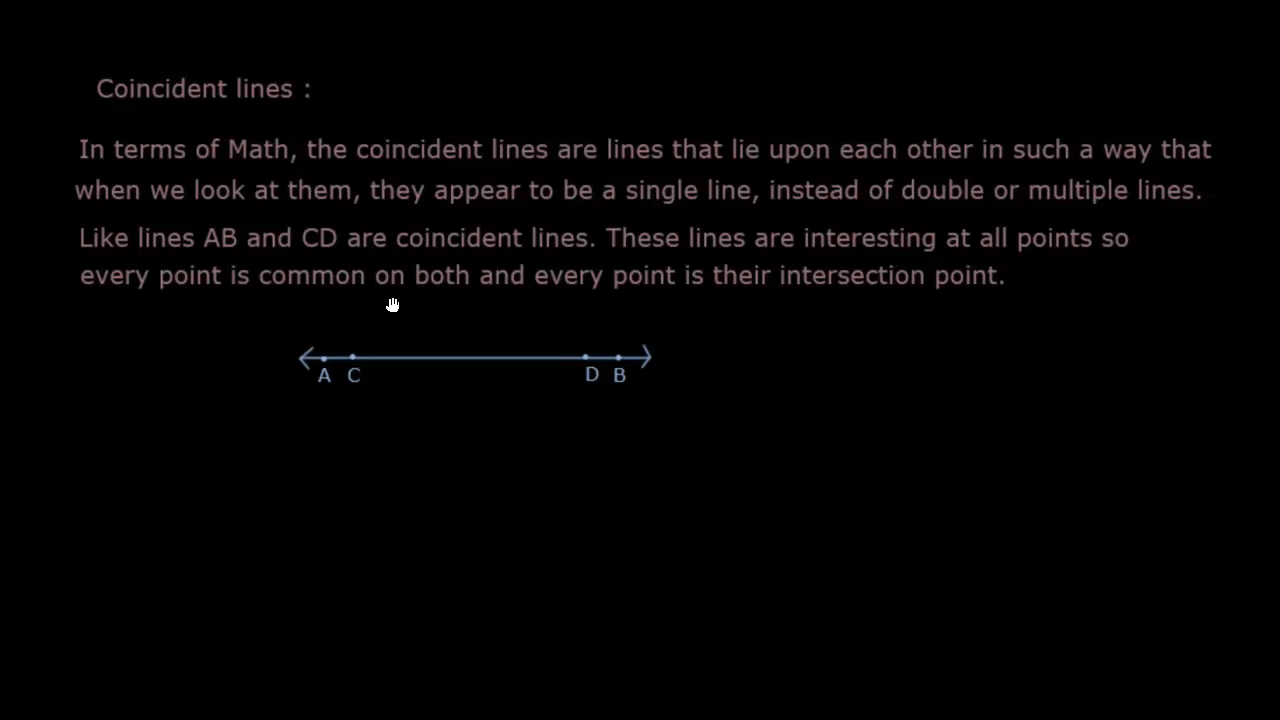 Coincident lines :
In terms of Math, the coincident lines are lines that lie upon each other in such a way that
when we look at them, they appear to be a single line, instead of double or multiple lines.
Like lines AB and CD are coincident lines. These lines are interesting at all points so
every point is common on both and every point is their intersection point.
A C D B